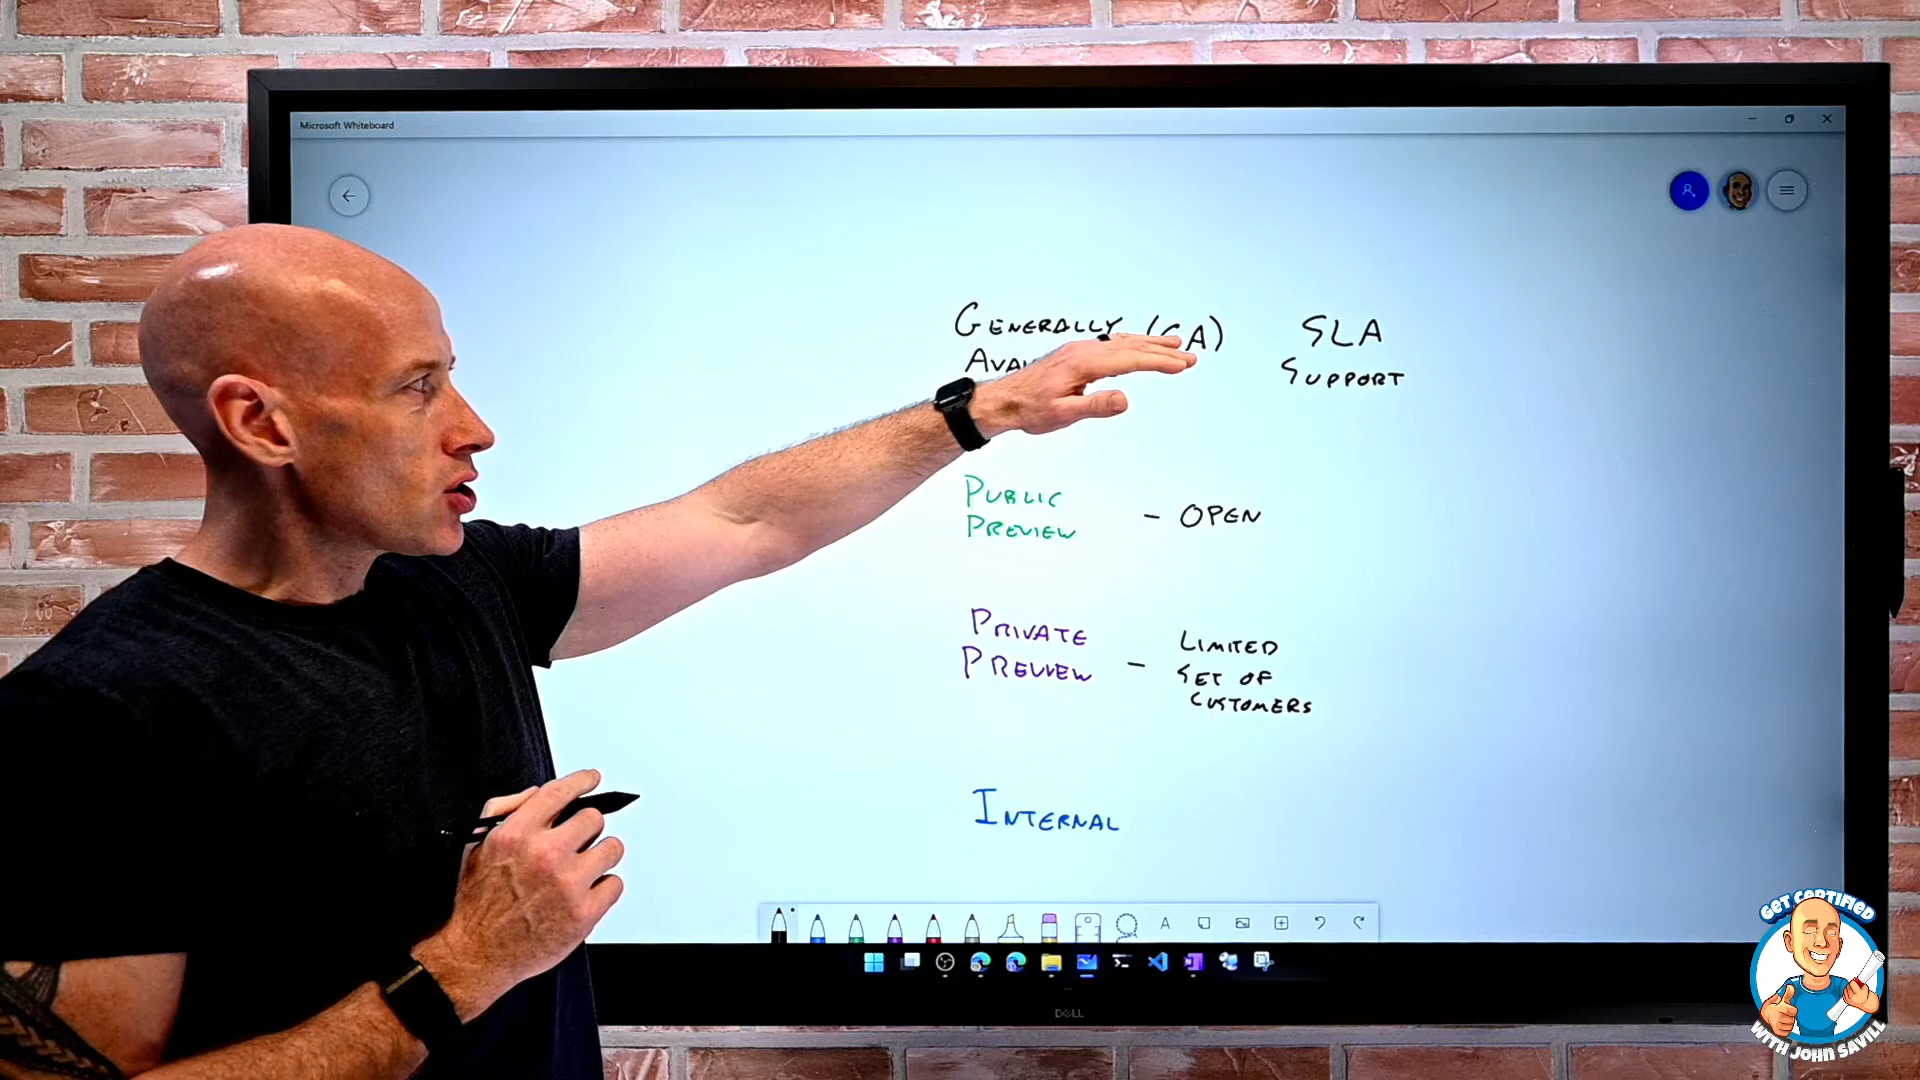 Microsoft Whiteboard
GENERALLY (GA)
SLA
SUPPORT
PUBLIC
PREVIEW
- OPEN
PRIVATE
PREVIEW
- LIMITED
SET OF
CUSTOMERS
INTERNAL
A
DELL
GET CERTIFIED
WITH JOHN SAVILL